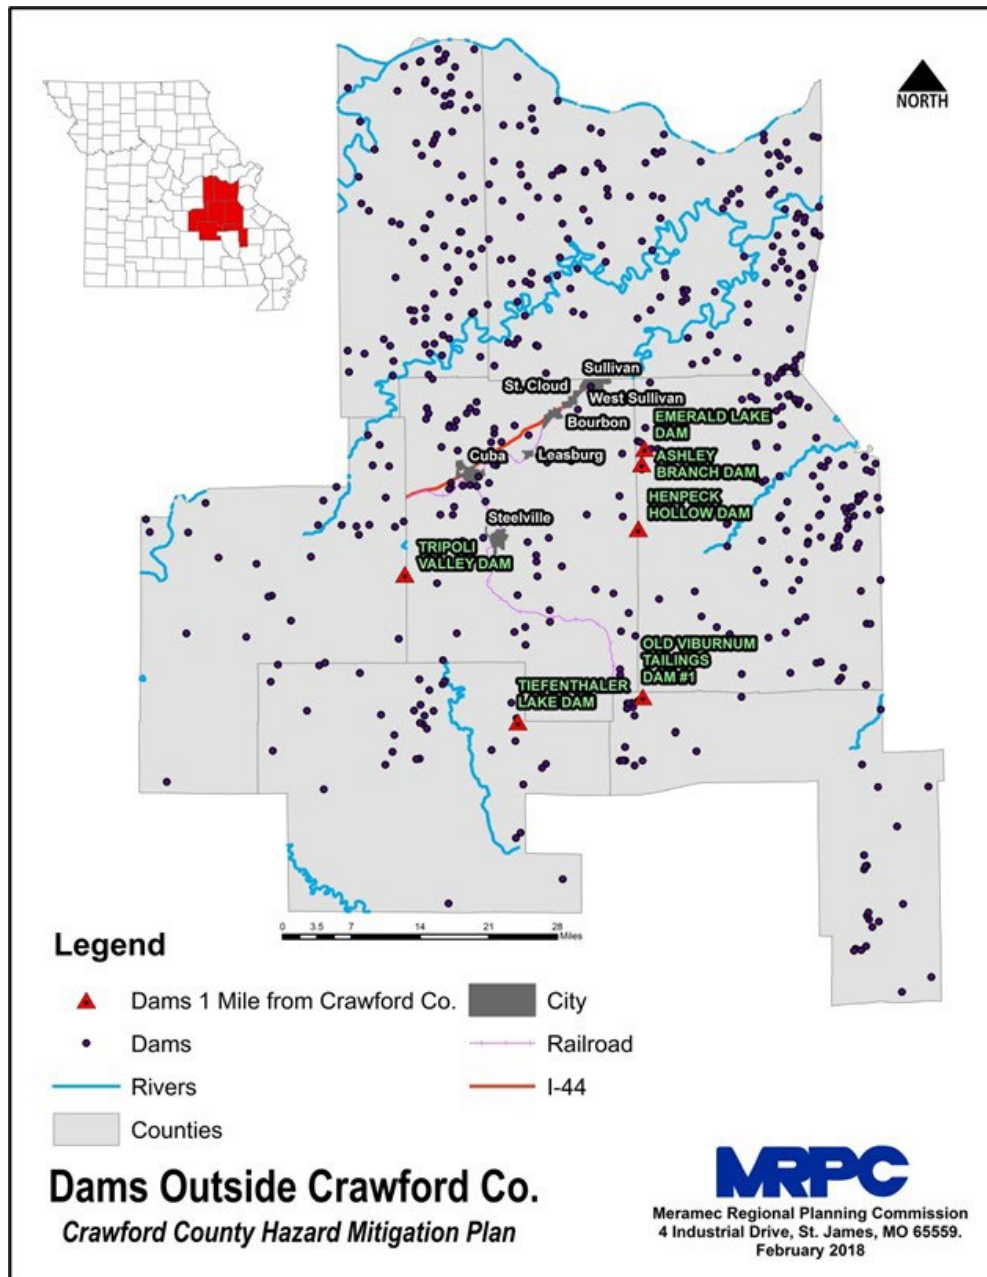 NORTH
Sullivan
St. Cloud
West Sullivan
Bourbon
EMERALD LAKE
DAM
Cuba
Leasburg
ASHLEY
BRANCH DAM
HENPECK
HOLLOW DAM
Steelville
TRIPOLI
VALLEY DAM
OLD VIBURNUM
TAILINGS
DAM #1
TIEFENTHALER
LAKE DAM
0 3.5 7 14 21 28
Miles
Legend
Dams 1 Mile from Crawford Co.
City
Dams
Railroad
Rivers
I-44
Counties
Dams Outside Crawford Co.
Crawford County Hazard Mitigation Plan
MRPC
Meramec Regional Planning Commission
4 Industrial Drive, St. James, MO 65559.
February 2018